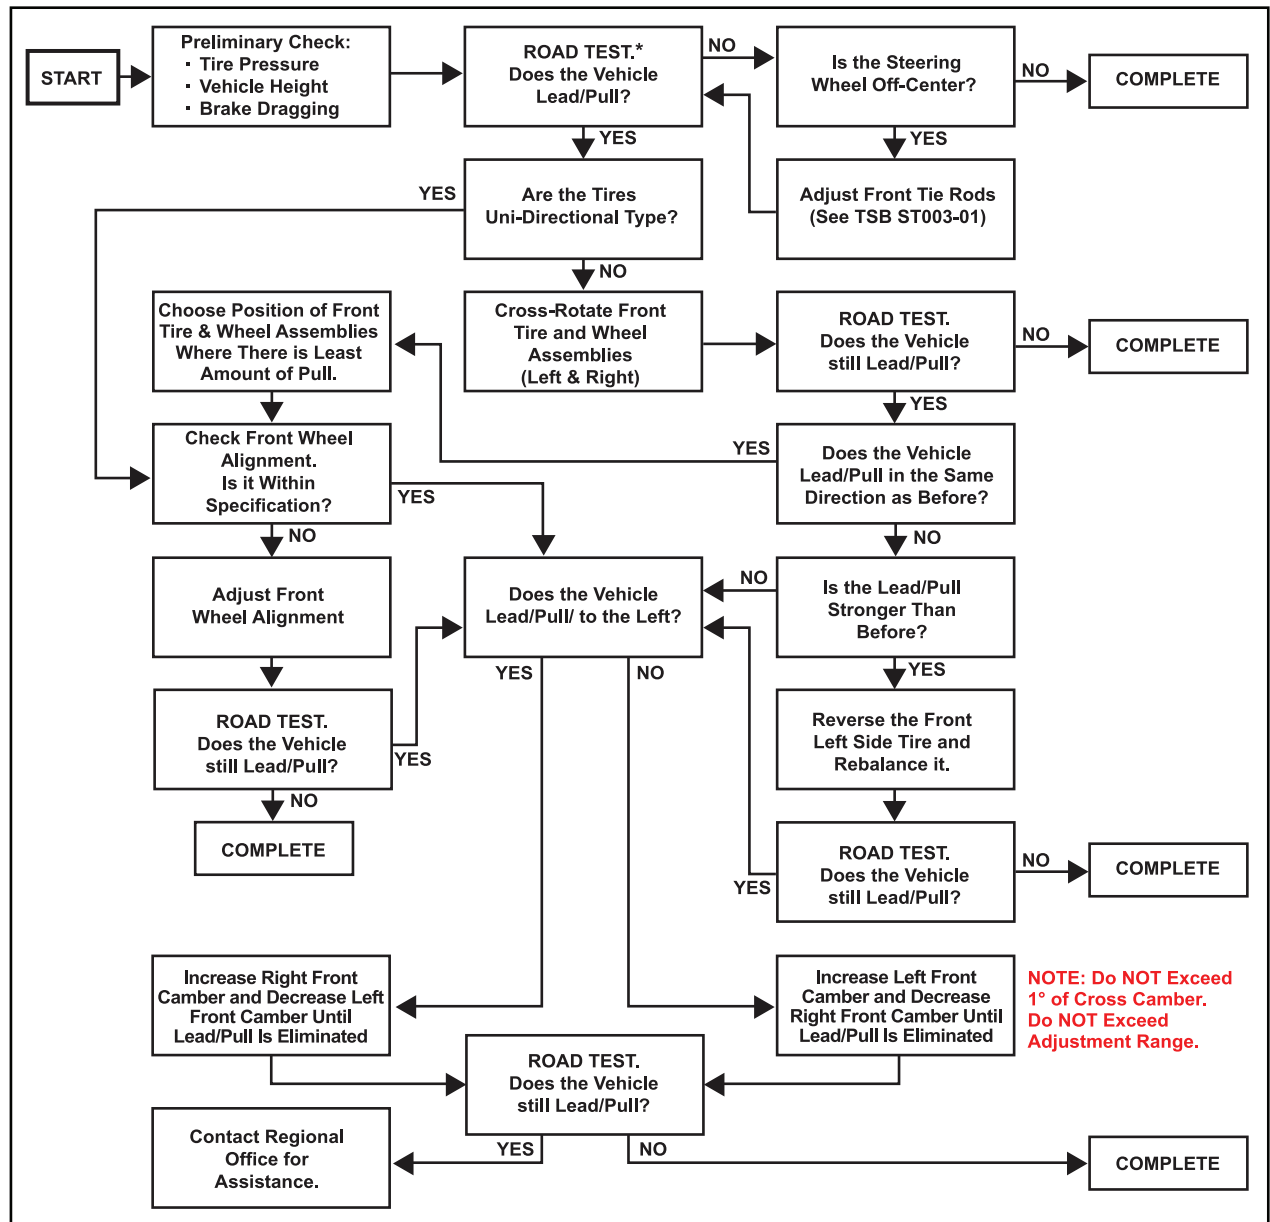 START
Preliminary Check:
· Tire Pressure
· Vehicle Height
· Brake Dragging
ROAD TEST.*
Does the Vehicle
Lead/Pull?
NO
Is the Steering
Wheel Off-Center?
NO
COMPLETE
YES
YES
YES
Are the Tires
Uni-Directional Type?
Adjust Front Tie Rods
(See TSB ST003-01)
NO
Choose Position of Front
Tire & Wheel Assemblies
Where There is Least
Amount of Pull.
Cross-Rotate Front
Tire and Wheel
Assemblies
(Left & Right)
ROAD TEST.
Does the Vehicle
still Lead/Pull?
NO
COMPLETE
YES
Check Front Wheel
Alignment.
Is it Within
Specification?
YES
YES
Does the Vehicle
Lead/Pull in the Same
Direction as Before?
NO
NO
Adjust Front
Wheel Alignment
Does the Vehicle
Lead/Pull/ to the Left?
NO
Is the Lead/Pull
Stronger Than
Before?
YES
NO
YES
ROAD TEST.
Does the Vehicle
still Lead/Pull?
YES
Reverse the Front
Left Side Tire and
Rebalance it.
NO
COMPLETE
YES
ROAD TEST.
Does the Vehicle
still Lead/Pull?
NO
COMPLETE
Increase Right Front
Camber and Decrease Left
Front Camber Until
Lead/Pull Is Eliminated
Increase Left Front
Camber and Decrease
Right Front Camber Until
Lead/Pull Is Eliminated
NOTE: Do NOT Exceed
1° of Cross Camber.
Do NOT Exceed
Adjustment Range.
ROAD TEST.
Does the Vehicle
still Lead/Pull?
Contact Regional
Office for
Assistance.
YES
NO
COMPLETE